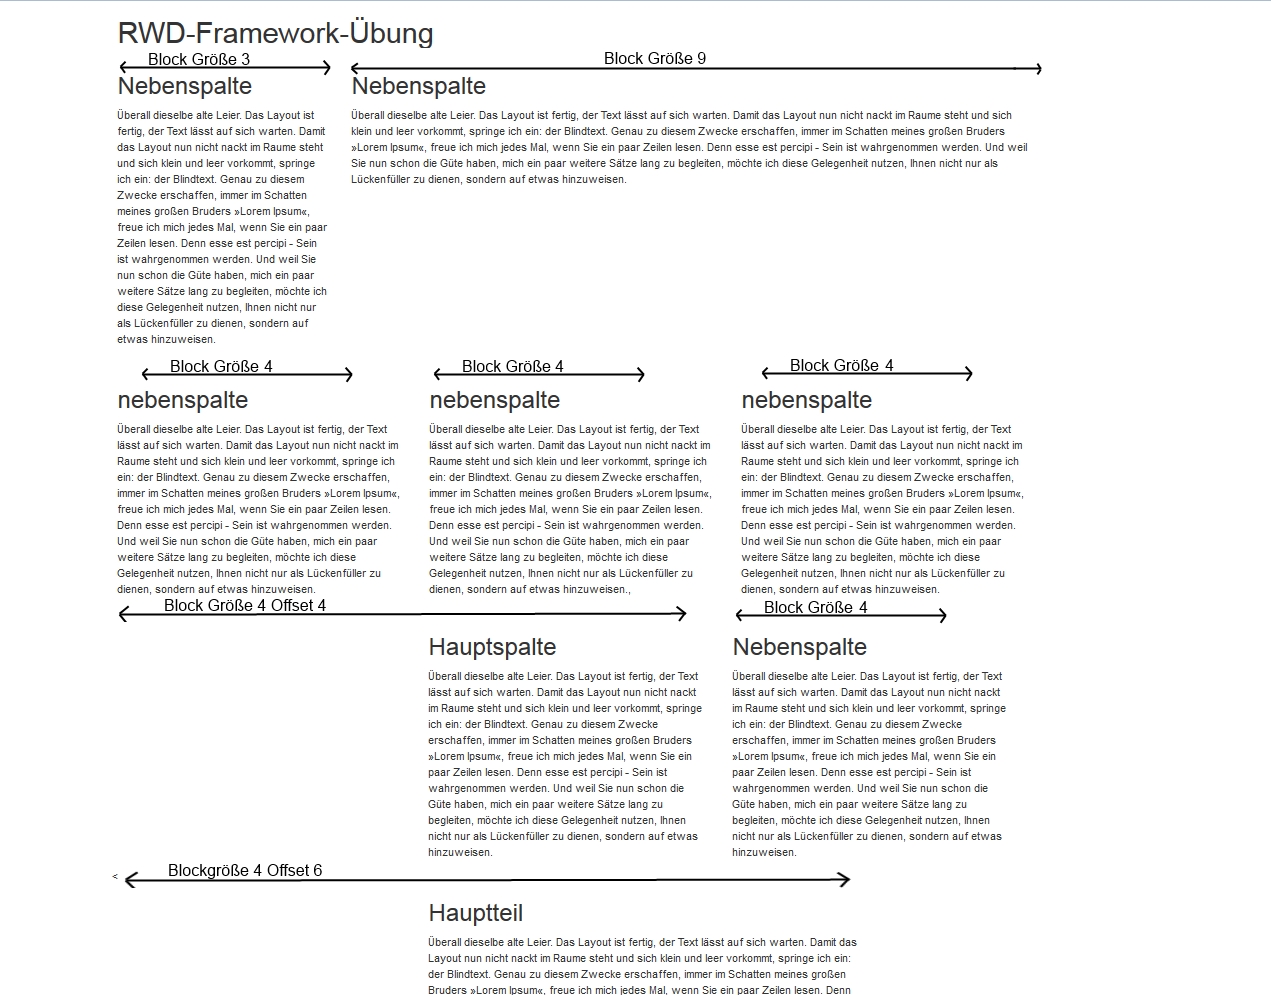 RWD-Framework-Übung
Block Größe 3
Block Größe 9
Nebenspalte
Überall dieselbe alte Leier. Das Layout ist
fertig, der Text lässt auf sich warten. Damit
das Layout nun nicht nackt im Raume steht
und sich klein und leer vorkommt, springe
ich ein: der Blindtext. Genau zu diesem
Zwecke erschaffen, immer im Schatten
meines großen Bruders »Lorem Ipsum«,
freue ich mich jedes Mal, wenn Sie ein paar
Zeilen lesen. Denn esse est percipi - Sein
ist wahrgenommen werden. Und weil Sie
nun schon die Güte haben, mich ein paar
weitere Sätze lang zu begleiten, möchte ich
diese Gelegenheit nutzen, Ihnen nicht nur
als Lückenfüller zu dienen, sondern auf
etwas hinzuweisen.
Nebenspalte
Überall dieselbe alte Leier. Das Layout ist fertig, der Text lässt auf sich warten. Damit das Layout nun nicht nackt im Raume steht und sich
klein und leer vorkommt, springe ich ein: der Blindtext. Genau zu diesem Zwecke erschaffen, immer im Schatten meines großen Bruders
»Lorem Ipsum«, freue ich mich jedes Mal, wenn Sie ein paar Zeilen lesen. Denn esse est percipi - Sein ist wahrgenommen werden. Und weil
Sie nun schon die Güte haben, mich ein paar weitere Sätze lang zu begleiten, möchte ich diese Gelegenheit nutzen, Ihnen nicht nur als
Lückenfüller zu dienen, sondern auf etwas hinzuweisen.
Block Größe 4
Block Größe 4
Block Größe 4
nebenspalte
Überall dieselbe alte Leier. Das Layout ist fertig, der Text
lässt auf sich warten. Damit das Layout nun nicht nackt im
Raume steht und sich klein und leer vorkommt, springe ich
ein: der Blindtext. Genau zu diesem Zwecke erschaffen,
immer im Schatten meines großen Bruders »Lorem Ipsum«,
freue ich mich jedes Mal, wenn Sie ein paar Zeilen lesen.
Denn esse est percipi - Sein ist wahrgenommen werden.
Und weil Sie nun schon die Güte haben, mich ein paar
weitere Sätze lang zu begleiten, möchte ich diese
Gelegenheit nutzen, Ihnen nicht nur als Lückenfüller zu
dienen, sondern auf etwas hinzuweisen.
nebenspalte
Überall dieselbe alte Leier. Das Layout ist fertig, der Text
lässt auf sich warten. Damit das Layout nun nicht nackt im
Raume steht und sich klein und leer vorkommt, springe ich
ein: der Blindtext. Genau zu diesem Zwecke erschaffen,
immer im Schatten meines großen Bruders »Lorem Ipsum«,
freue ich mich jedes Mal, wenn Sie ein paar Zeilen lesen.
Denn esse est percipi - Sein ist wahrgenommen werden.
Und weil Sie nun schon die Güte haben, mich ein paar
weitere Sätze lang zu begleiten, möchte ich diese
Gelegenheit nutzen, Ihnen nicht nur als Lückenfüller zu
dienen, sondern auf etwas hinzuweisen.,
nebenspalte
Überall dieselbe alte Leier. Das Layout ist fertig, der Text
lässt auf sich warten. Damit das Layout nun nicht nackt im
Raume steht und sich klein und leer vorkommt, springe ich
ein: der Blindtext. Genau zu diesem Zwecke erschaffen,
immer im Schatten meines großen Bruders »Lorem Ipsum«,
freue ich mich jedes Mal, wenn Sie ein paar Zeilen lesen.
Denn esse est percipi - Sein ist wahrgenommen werden.
Und weil Sie nun schon die Güte haben, mich ein paar
weitere Sätze lang zu begleiten, möchte ich diese
Gelegenheit nutzen, Ihnen nicht nur als Lückenfüller zu
dienen, sondern auf etwas hinzuweisen.
Block Größe 4 Offset 4
Block Größe 4
Hauptspalte
Überall dieselbe alte Leier. Das Layout ist fertig, der Text
lässt auf sich warten. Damit das Layout nun nicht nackt
im Raume steht und sich klein und leer vorkommt, springe
ich ein: der Blindtext. Genau zu diesem Zwecke
erschaffen, immer im Schatten meines großen Bruders
»Lorem Ipsum«, freue ich mich jedes Mal, wenn Sie ein
paar Zeilen lesen. Denn esse est percipi - Sein ist
wahrgenommen werden. Und weil Sie nun schon die
Güte haben, mich ein paar weitere Sätze lang zu
begleiten, möchte ich diese Gelegenheit nutzen, Ihnen
nicht nur als Lückenfüller zu dienen, sondern auf etwas
hinzuweisen.
Nebenspalte
Überall dieselbe alte Leier. Das Layout ist fertig, der Text
lässt auf sich warten. Damit das Layout nun nicht nackt
im Raume steht und sich klein und leer vorkommt, springe
ich ein: der Blindtext. Genau zu diesem Zwecke
erschaffen, immer im Schatten meines großen Bruders
»Lorem Ipsum«, freue ich mich jedes Mal, wenn Sie ein
paar Zeilen lesen. Denn esse est percipi - Sein ist
wahrgenommen werden. Und weil Sie nun schon die
Güte haben, mich ein paar weitere Sätze lang zu
begleiten, möchte ich diese Gelegenheit nutzen, Ihnen
nicht nur als Lückenfüller zu dienen, sondern auf etwas
hinzuweisen.
Blockgröße 4 Offset 6
<
Hauptteil
Überall dieselbe alte Leier. Das Layout ist fertig, der Text lässt auf sich warten. Damit das
Layout nun nicht nackt im Raume steht und sich klein und leer vorkommt, springe ich ein:
der Blindtext. Genau zu diesem Zwecke erschaffen, immer im Schatten meines großen
Bruders »Lorem Ipsum«, freue ich mich jedes Mal, wenn Sie ein paar Zeilen lesen. Denn